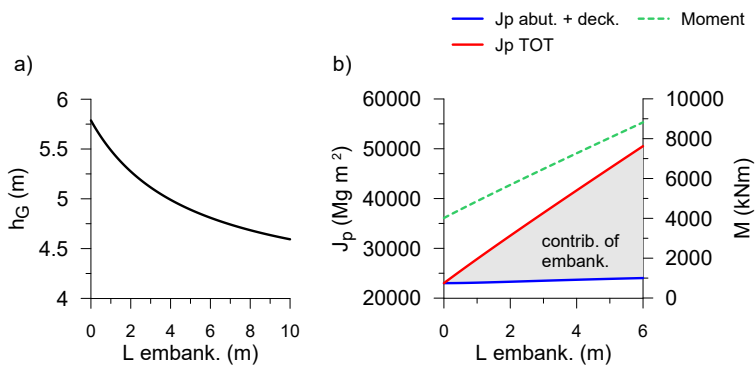 Jp abut. + deck.
Moment
Jp TOT
a)
b)
6
5.5
5
4.5
4
h_G (m)
0 2 4 6 8 10
L embank. (m)
60000
50000
40000
30000
20000
J_p (Mg m²)
contrib. of
embank.
10000
8000
6000
4000
2000
0
M (kNm)
0 2 4 6
L embank. (m)